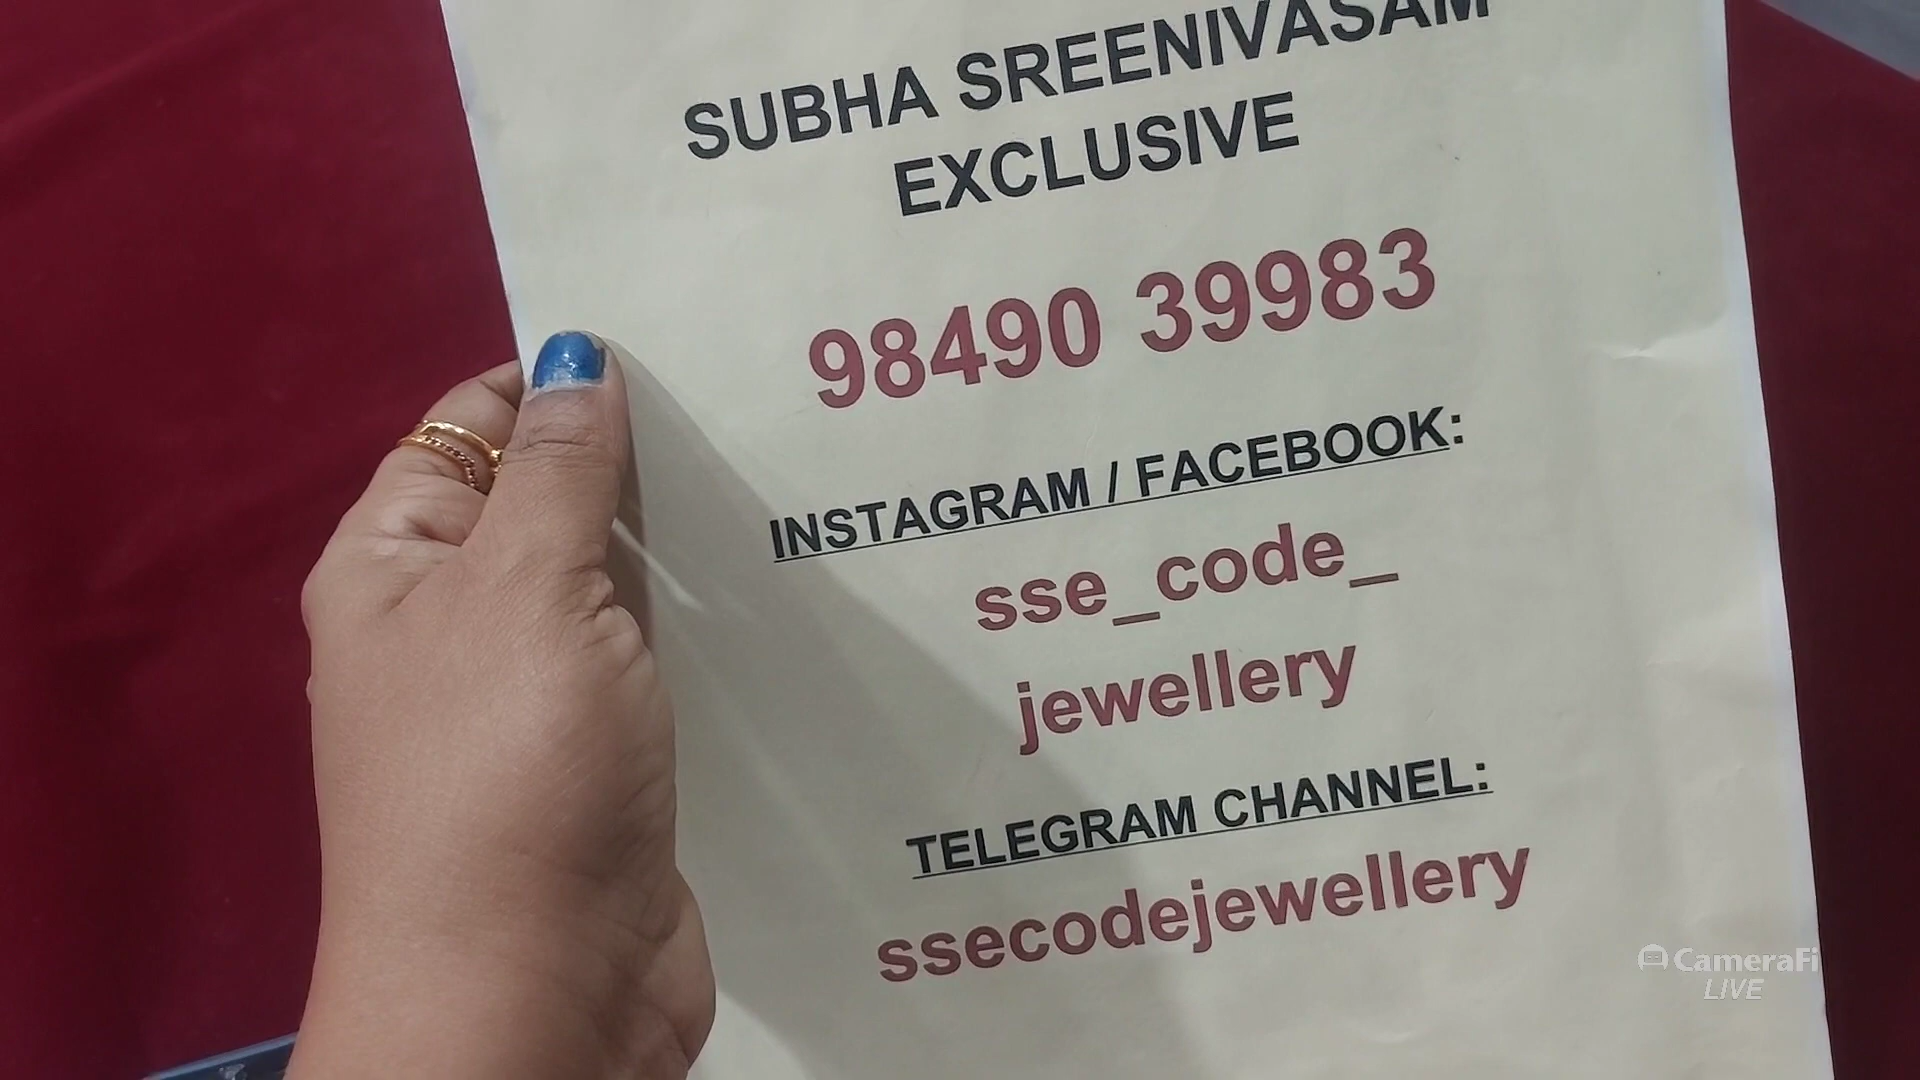 SUBHA SREENIVASAM
EXCLUSIVE
98490 39983
INSTAGRAM / FACEBOOK:
sse_code_
jewellery
TELEGRAM CHANNEL:
ssecodejewellery
CameraFi
LIVE